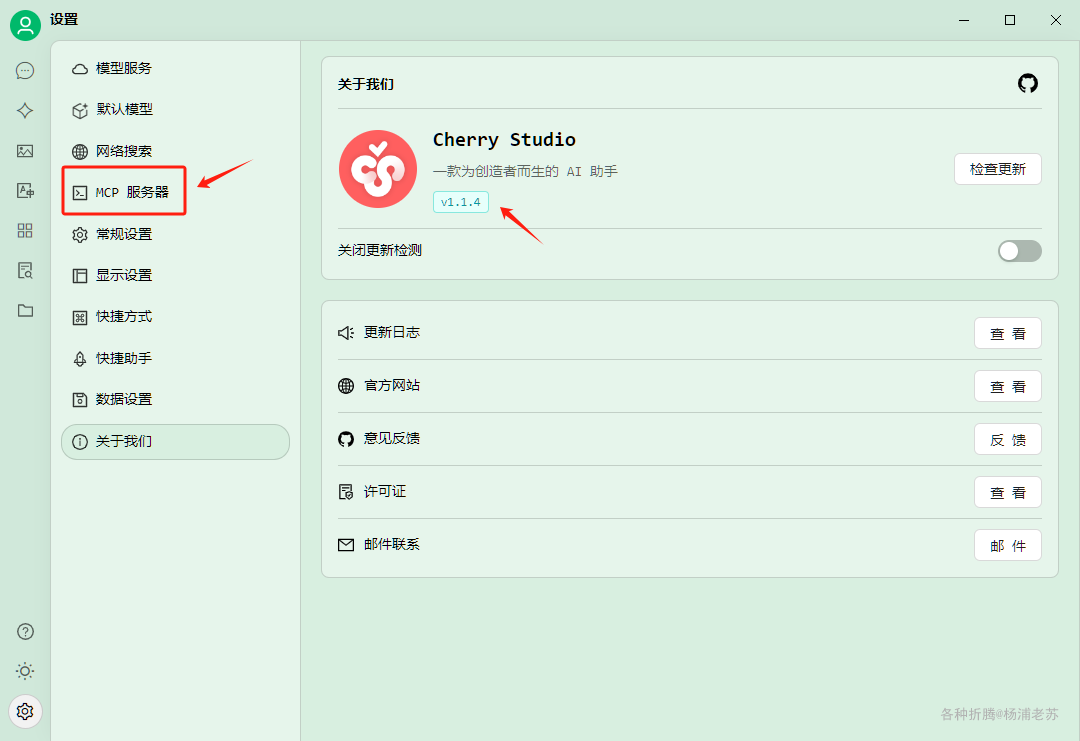 设置
模型服务
默认模型
网络搜索
MCP 服务器
常规设置
显示设置
快捷方式
快捷助手
数据设置
关于我们
关于我们
Cherry Studio
一款为创造者而生的 AI 助手
v1.1.4
检查更新
关闭更新检测
更新日志
查 看
官方网站
查 看
意见反馈
反 馈
许可证
查 看
邮件联系
邮 件
各种折腾@杨浦老苏